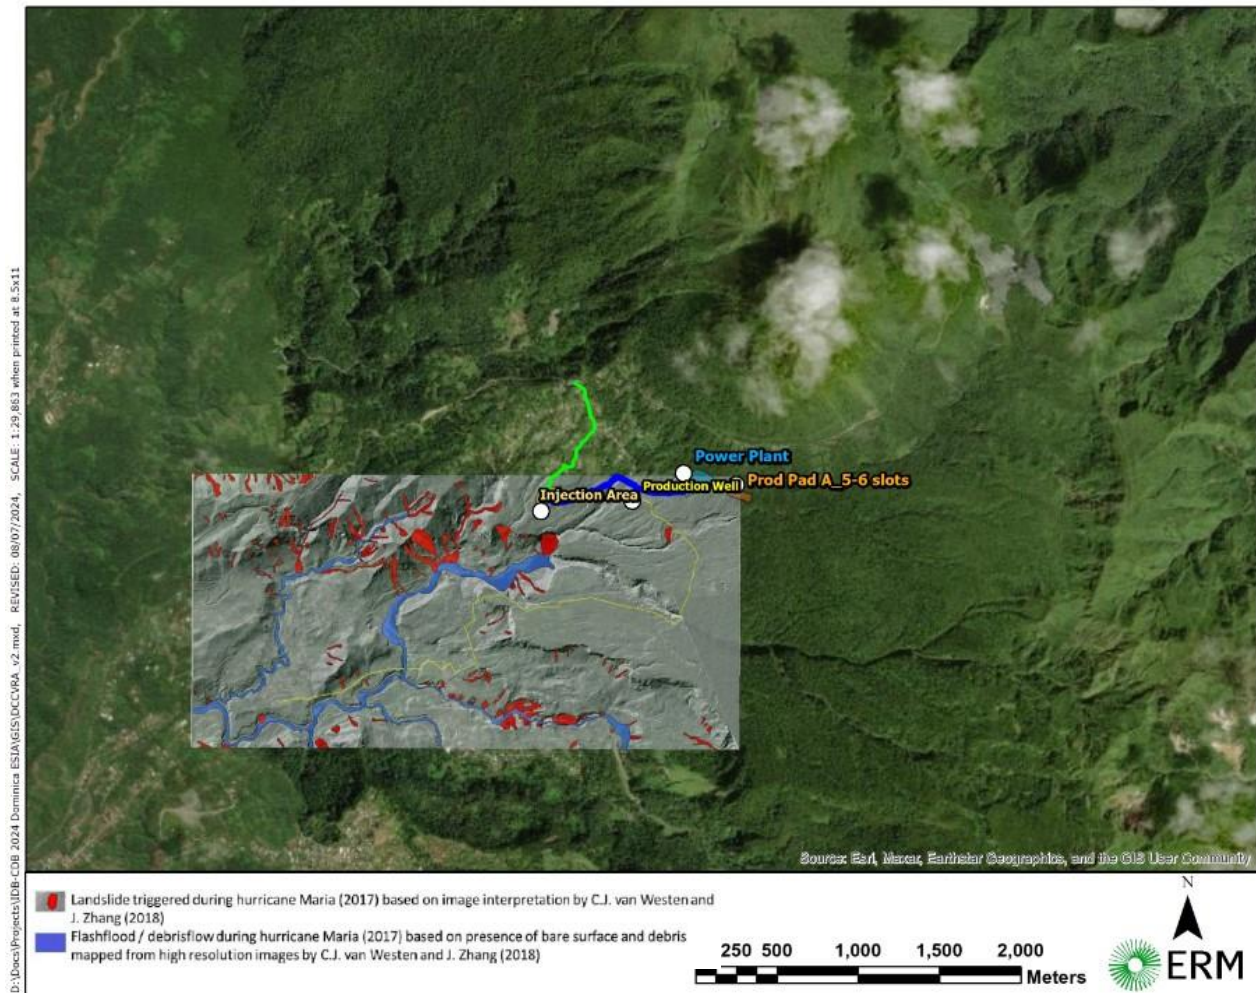 D:\Docs\Projects\IDB-CDB 2024 Dominica ESIA\GIS\DCCVRA_v2.mxd, REVISED: 08/07/2024, SCALE: 1:29,863 when printed at 8.5x11
Power Plant
Prod Pad A_5-6 slots
Production Well
Injection Area
Source: Esri, Maxar, Earthstar Geographics, and the GIS User Community
Landslide triggered during hurricane Maria (2017) based on image interpretation by C.J. van Westen and
J. Zhang (2018)
Flashflood / debrisflow during hurricane Maria (2017) based on presence of bare surface and debris
mapped from high resolution images by C.J. van Westen and J. Zhang (2018)
250 500 1,000 1,500 2,000
Meters
N
ERM